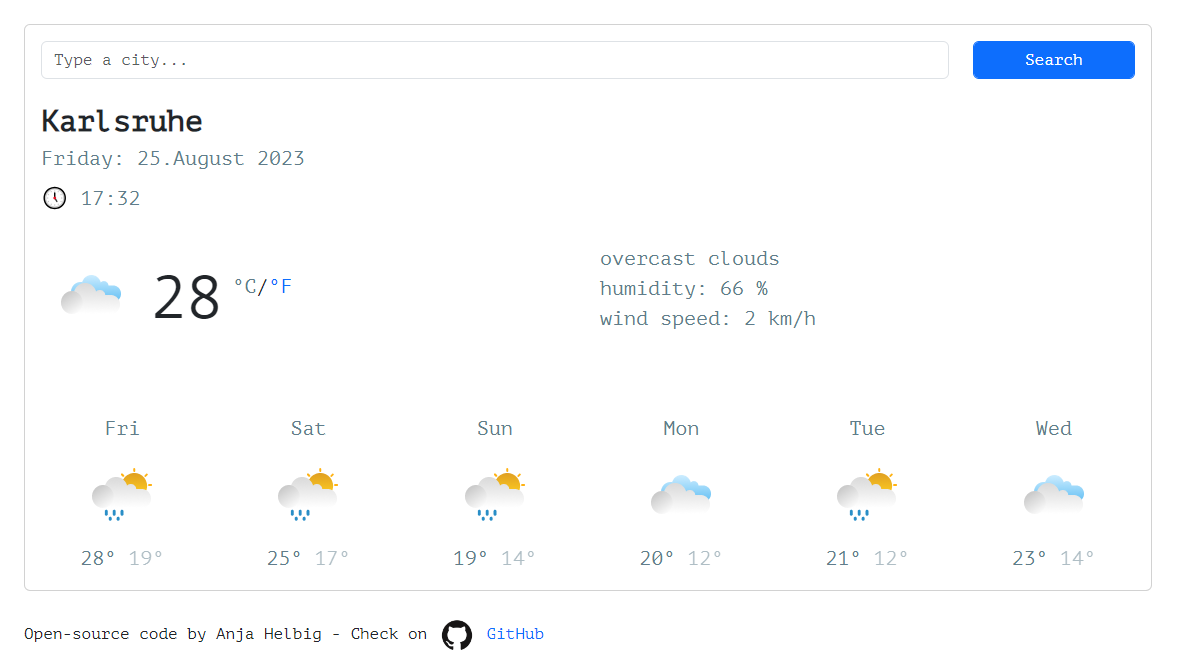 Type a city...
Search
Karlsruhe
Friday: 25.August 2023
17:32
28 °C/°F
overcast clouds
humidity: 66 %
wind speed: 2 km/h
Fri Sat Sun Mon Tue Wed
28° 19° 25° 17° 19° 14° 20° 12° 21° 12° 23° 14°
Open-source code by Anja Helbig - Check on GitHub